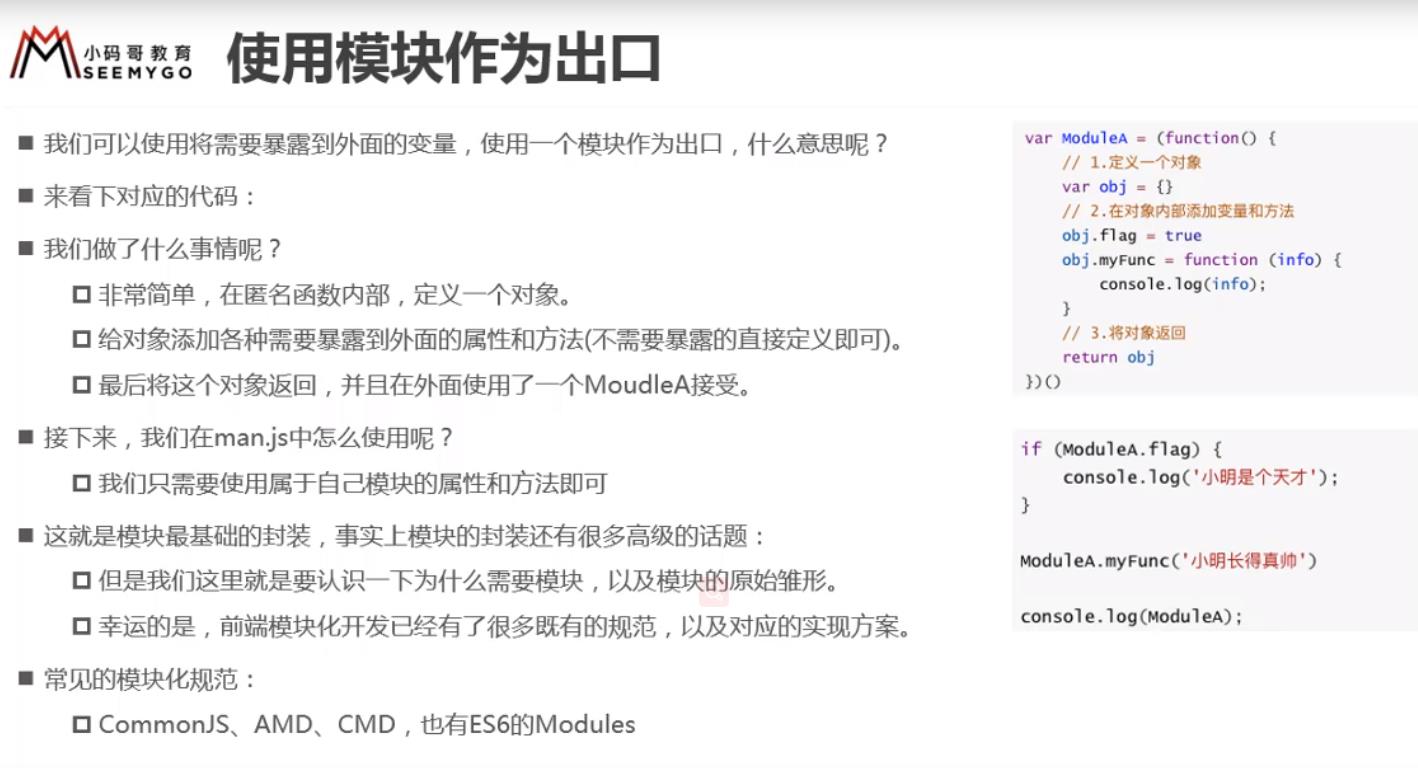 小码哥教育
SEEMYGO
使用模块作为出口
■ 我们可以使用将需要暴露到外面的变量，使用一个模块作为出口，什么意思呢？
■ 来看下对应的代码：
■ 我们做了什么事情呢？
非常简单，在匿名函数内部，定义一个对象。
给对象添加各种需要暴露到外面的属性和方法(不需要暴露的直接定义即可)。
最后将这个对象返回，并且在外面使用了一个MoudleA接受。
■ 接下来，我们在man.js中怎么使用呢？
我们只需要使用属于自己模块的属性和方法即可
■ 这就是模块最基础的封装，事实上模块的封装还有很多高级的话题：
但是我们这里就是要认识一下为什么需要模块，以及模块的原始雏形。
幸运的是，前端模块化开发已经有了很多既有的规范，以及对应的实现方案。
■ 常见的模块化规范：
CommonJS、AMD、CMD，也有ES6的Modules
var ModuleA = (function() {
// 1.定义一个对象
var obj = {}
// 2.在对象内部添加变量和方法
obj.flag = true
obj.myFunc = function (info) {
console.log(info);
}
// 3.将对象返回
return obj
})()
if (ModuleA.flag) {
console.log('小明是个天才');
}
ModuleA.myFunc('小明长得真帅')
console.log(ModuleA);